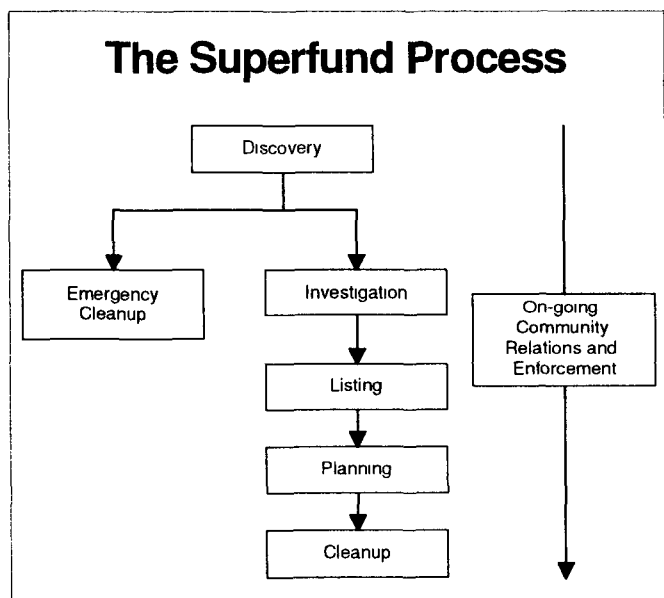 The Superfund Process
Discovery
Emergency
Cleanup
Investigation
On-going
Community
Relations and
Enforcement
Listing
Planning
Cleanup